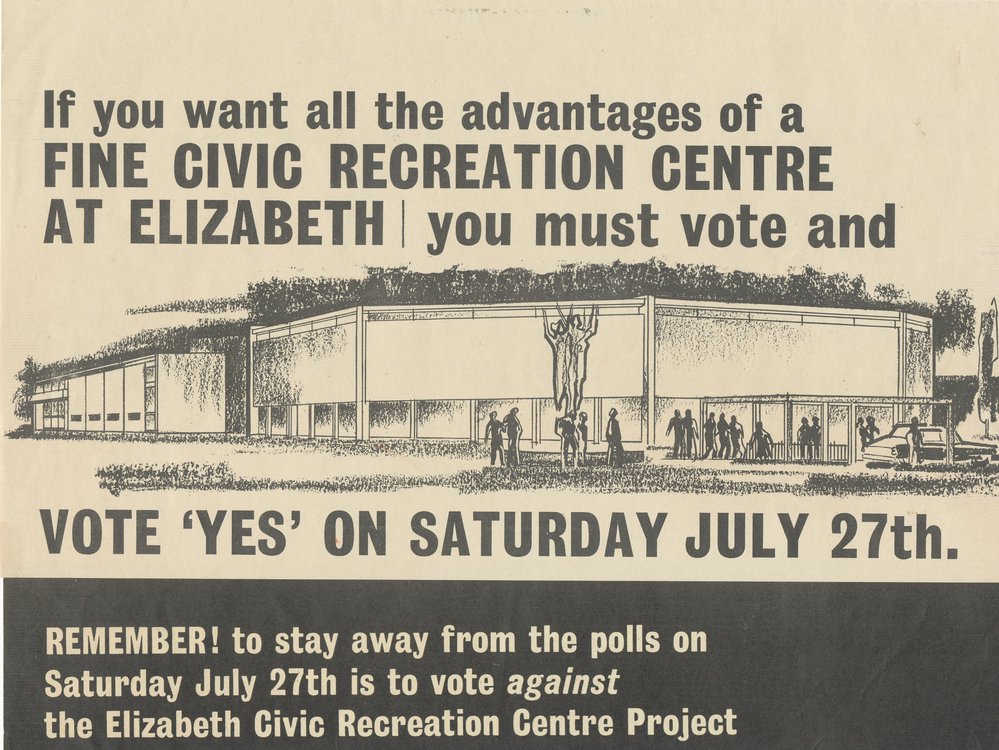 If you want all the advantages of a
FINE CIVIC RECREATION CENTRE
AT ELIZABETH | you must vote and
VOTE ‘YES’ ON SATURDAY JULY 27th.
REMEMBER! to stay away from the polls on
Saturday July 27th is to vote against
the Elizabeth Civic Recreation Centre Project